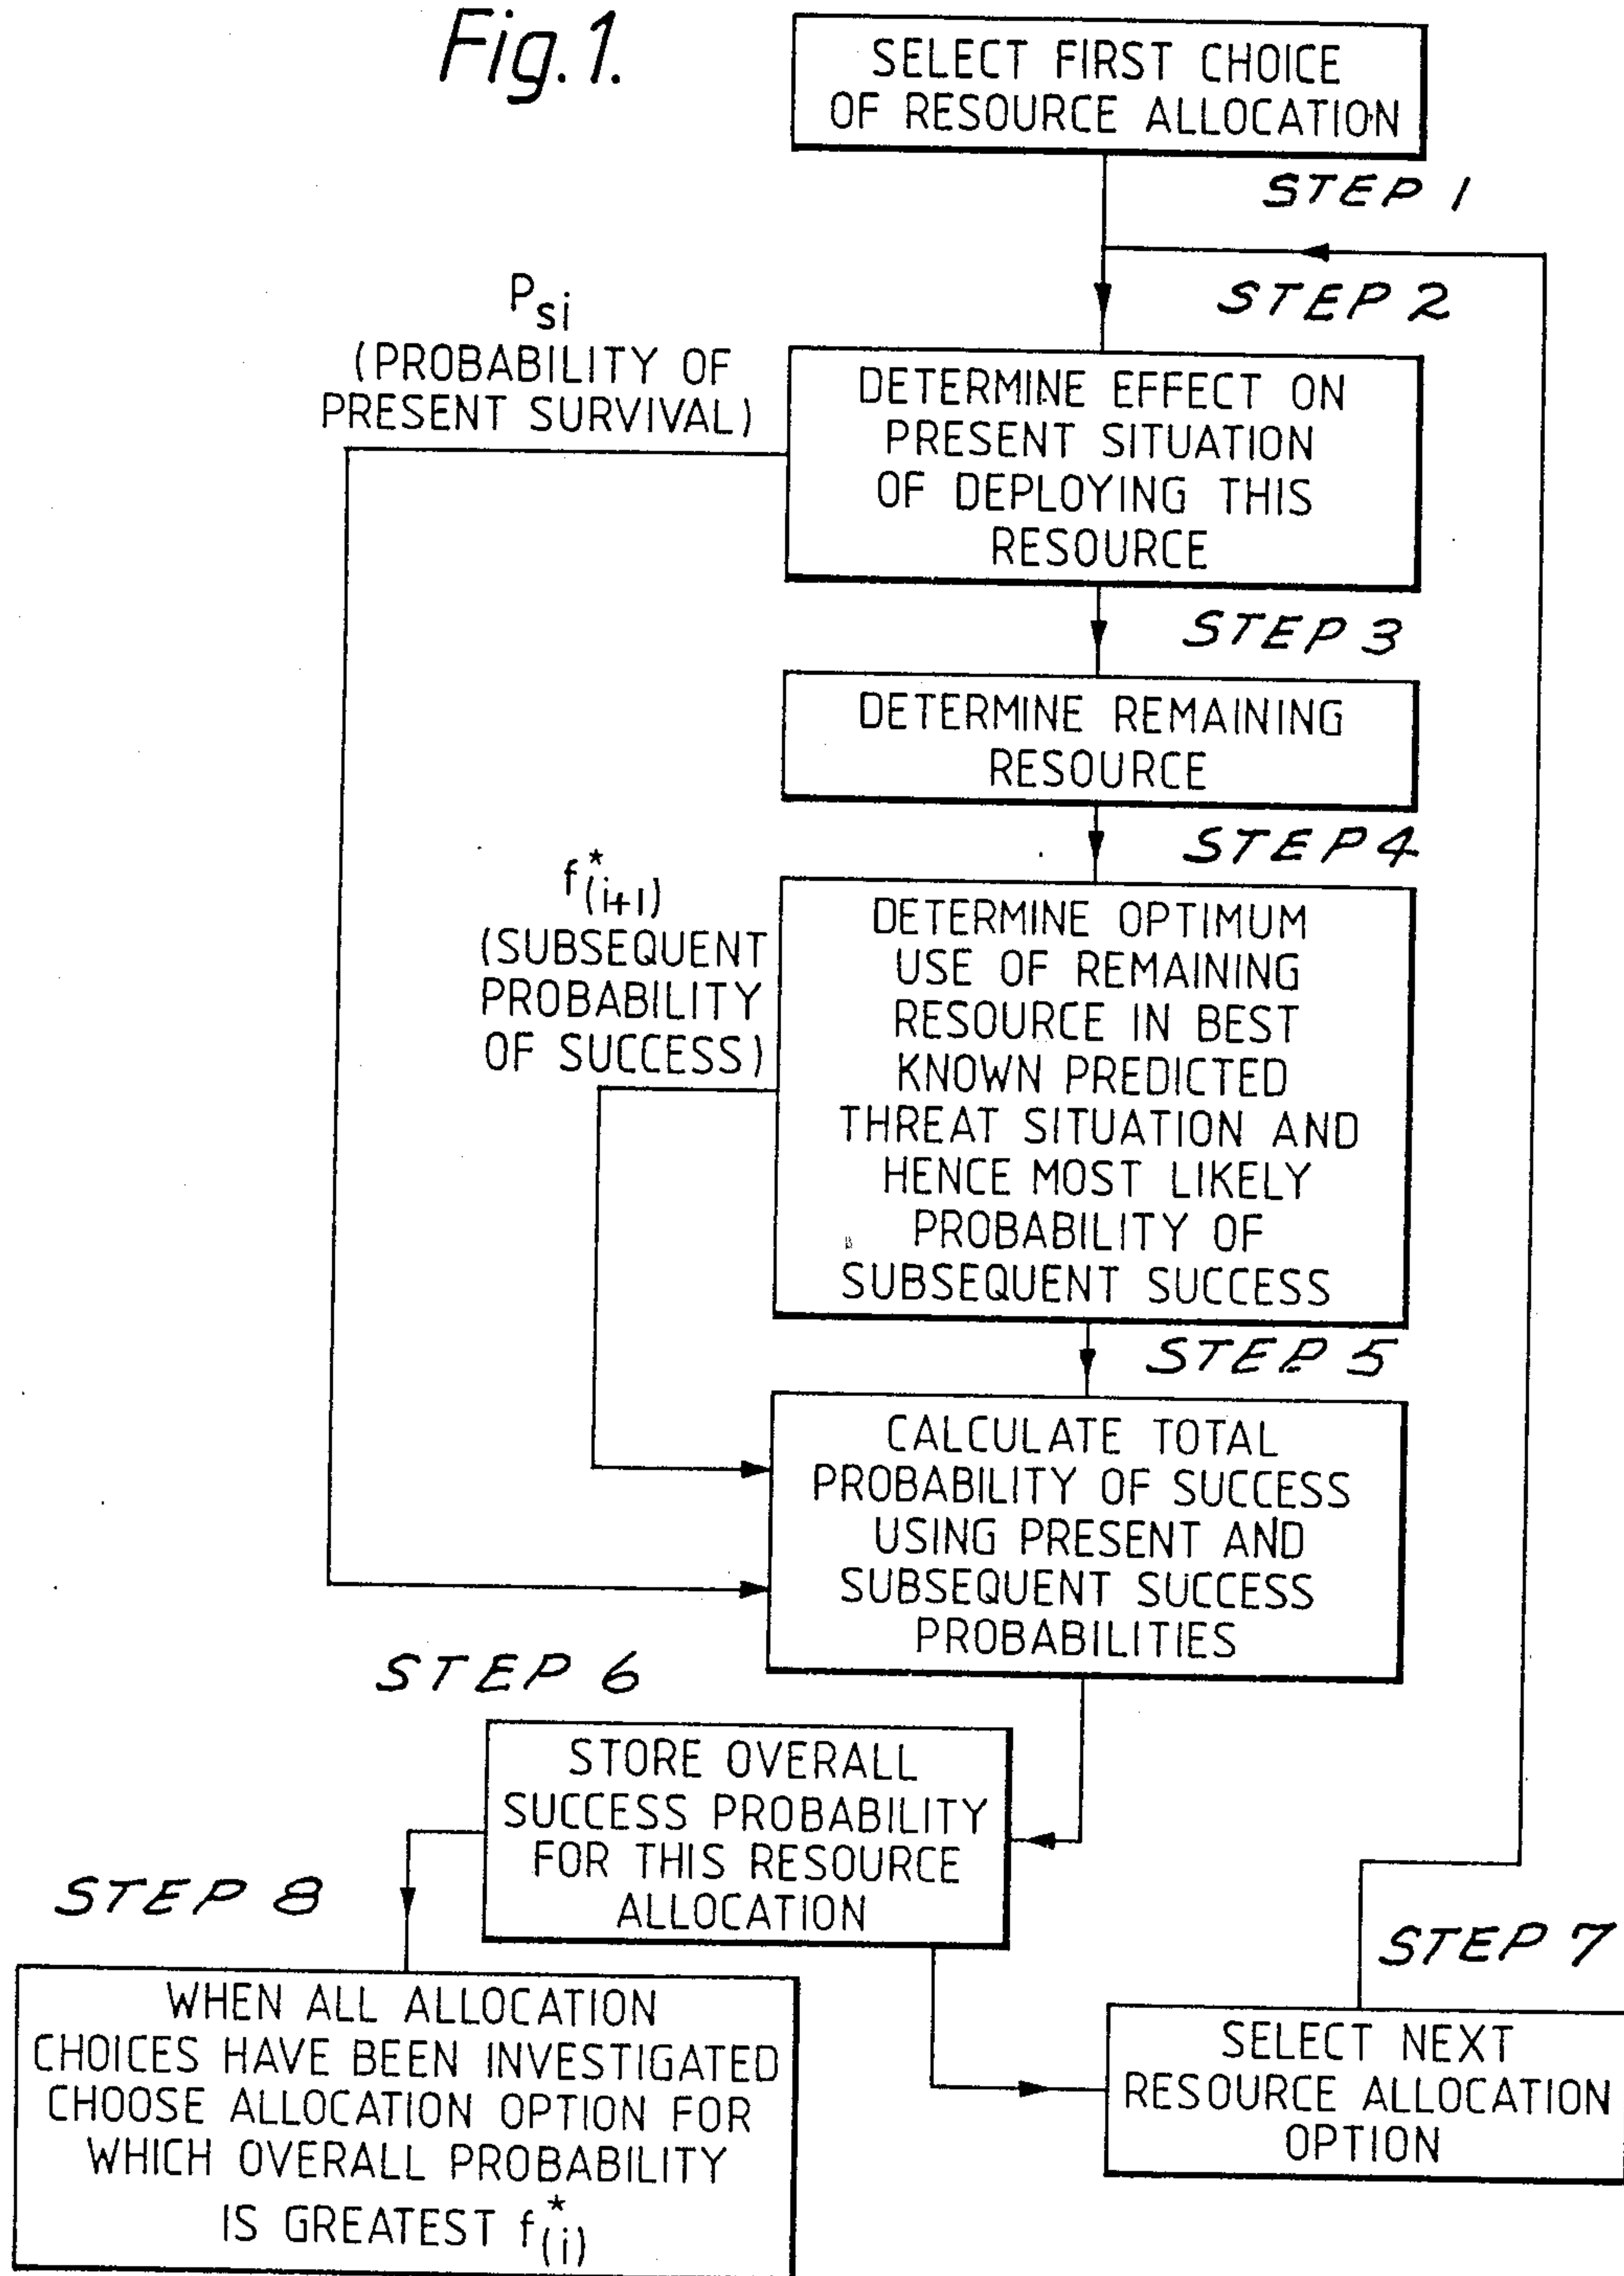 Fig.1.
SELECT FIRST CHOICE
OF RESOURCE ALLOCATION
STEP 1
STEP 2
P_si
(PROBABILITY OF
PRESENT SURVIVAL)
DETERMINE EFFECT ON
PRESENT SITUATION
OF DEPLOYING THIS
RESOURCE
STEP 3
DETERMINE REMAINING
RESOURCE
STEP 4
f*(i+1)
(SUBSEQUENT
PROBABILITY
OF SUCCESS)
DETERMINE OPTIMUM
USE OF REMAINING
RESOURCE IN BEST
KNOWN PREDICTED
THREAT SITUATION AND
HENCE MOST LIKELY
PROBABILITY OF
SUBSEQUENT SUCCESS
STEP 5
CALCULATE TOTAL
PROBABILITY OF SUCCESS
USING PRESENT AND
SUBSEQUENT SUCCESS
PROBABILITIES
STEP 6
STORE OVERALL
SUCCESS PROBABILITY
FOR THIS RESOURCE
ALLOCATION
STEP 8
WHEN ALL ALLOCATION
CHOICES HAVE BEEN INVESTIGATED
CHOOSE ALLOCATION OPTION FOR
WHICH OVERALL PROBABILITY
IS GREATEST f*(i)
STEP 7
SELECT NEXT
RESOURCE ALLOCATION
OPTION